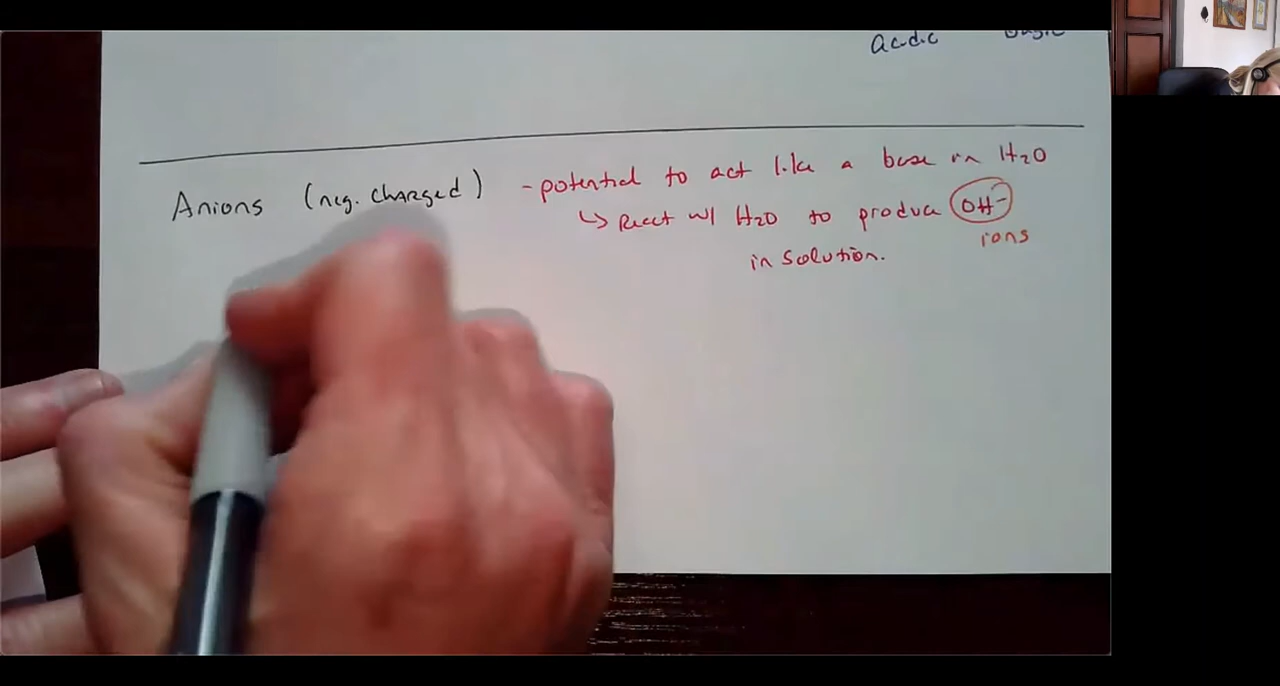 acidic basic
Anions (neg. charged) - potential to act like a base in H2O
↳ React w/ H2O to produce OH-
ions
in solution.